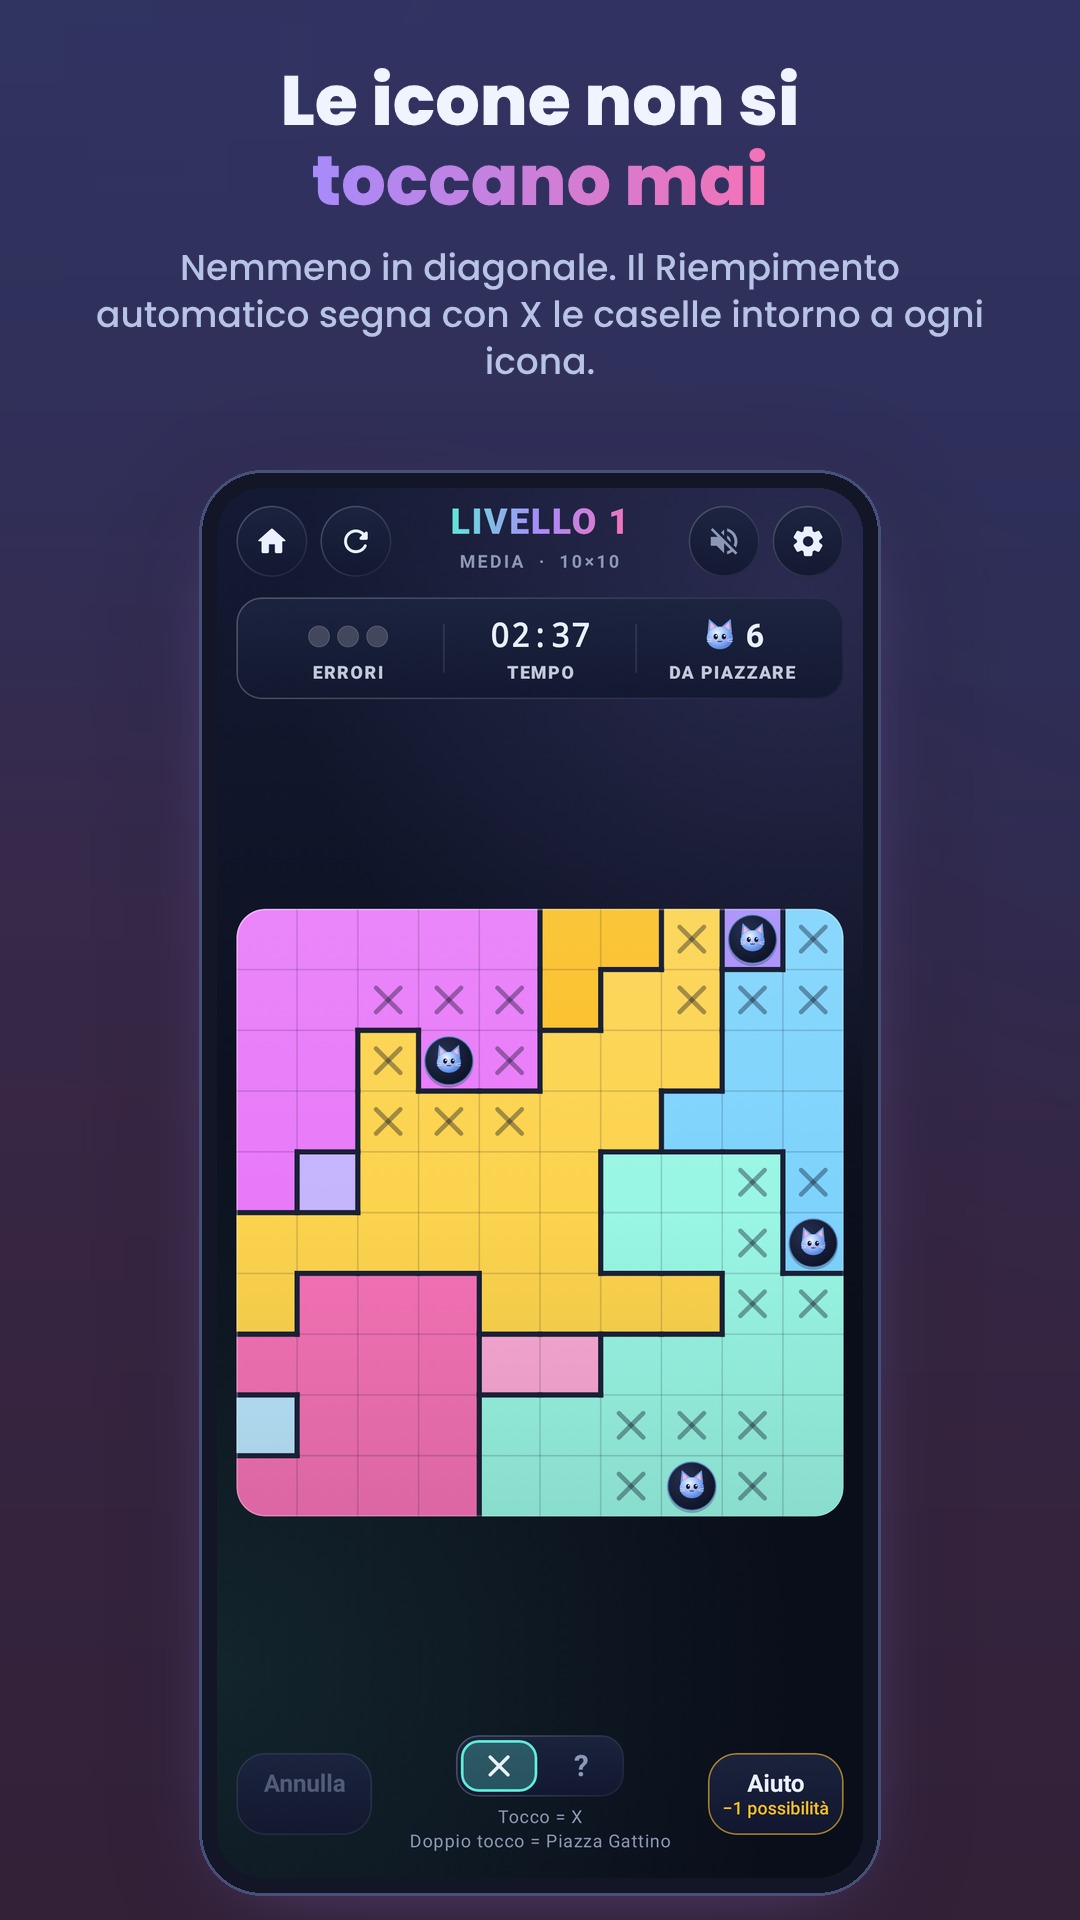 Le icone non si
toccano mai
Nemmeno in diagonale. Il Riempimento
automatico segna con X le caselle intorno a ogni
icona.
LIVELLO 1
MEDIA · 10×10
02:37
6
ERRORI
TEMPO
DA PIAZZARE
?
Annulla
Aiuto
−1 possibilità
Tocco = X
Doppio tocco = Piazza Gattino